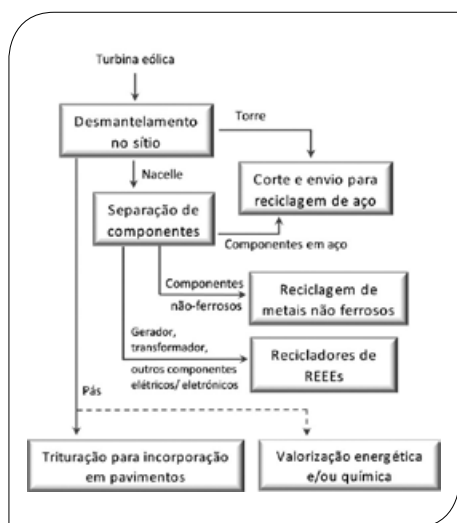 Turbina eólica
Desmantelamento
no sítio
Torre
Nacelle
Corte e envio para
reciclagem de aço
Separação de
componentes
Componentes em aço
Componentes
não-ferrosos
Reciclagem de
metais não ferrosos
Gerador,
transformador,
outros componentes
elétricos/ eletrónicos
Recicladores de
REEEs
Pás
Trituração para incorporação
em pavimentos
Valorização energética
e/ou química